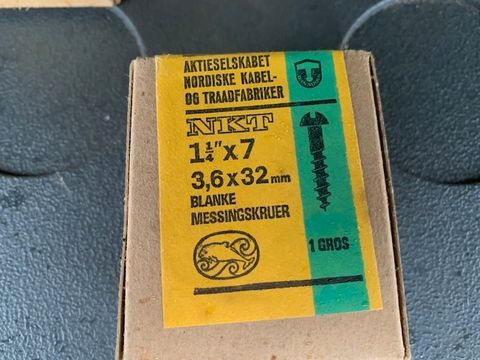 AKTIESELSKABET
NORDISKE KABEL-
OG TRAADFABRIKER
NKT
1¼"x7
3,6x32mm
BLANKE
MESSINGSKRUER
1 GROS